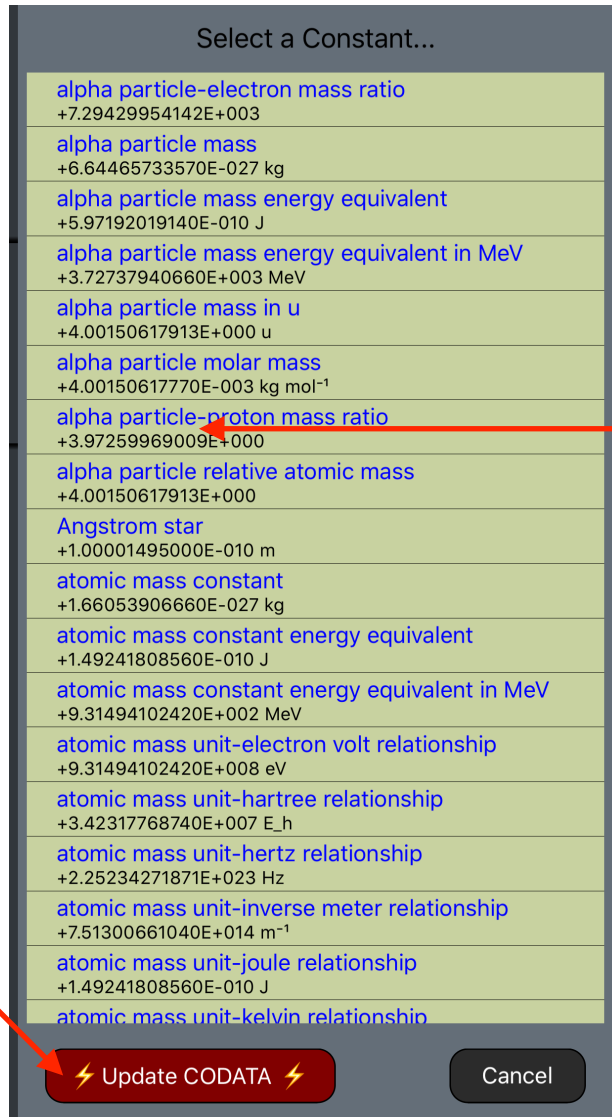 Select a Constant...
alpha particle-electron mass ratio
+7.29429954142E+003
alpha particle mass
+6.64465733570E-027 kg
alpha particle mass energy equivalent
+5.97192019140E-010 J
alpha particle mass energy equivalent in MeV
+3.72737940660E+003 MeV
alpha particle mass in u
+4.00150617913E+000 u
alpha particle molar mass
+4.00150617770E-003 kg mol⁻¹
alpha particle-proton mass ratio
+3.97259969009E+000
alpha particle relative atomic mass
+4.00150617913E+000
Angstrom star
+1.00001495000E-010 m
atomic mass constant
+1.66053906660E-027 kg
atomic mass constant energy equivalent
+1.49241808560E-010 J
atomic mass constant energy equivalent in MeV
+9.31494102420E+002 MeV
atomic mass unit-electron volt relationship
+9.31494102420E+008 eV
atomic mass unit-hartree relationship
+3.42317768740E+007 E_h
atomic mass unit-hertz relationship
+2.25234271871E+023 Hz
atomic mass unit-inverse meter relationship
+7.51300661040E+014 m⁻¹
atomic mass unit-joule relationship
+1.49241808560E-010 J
atomic mass unit-kelvin relationship
⚡ Update CODATA ⚡
Cancel